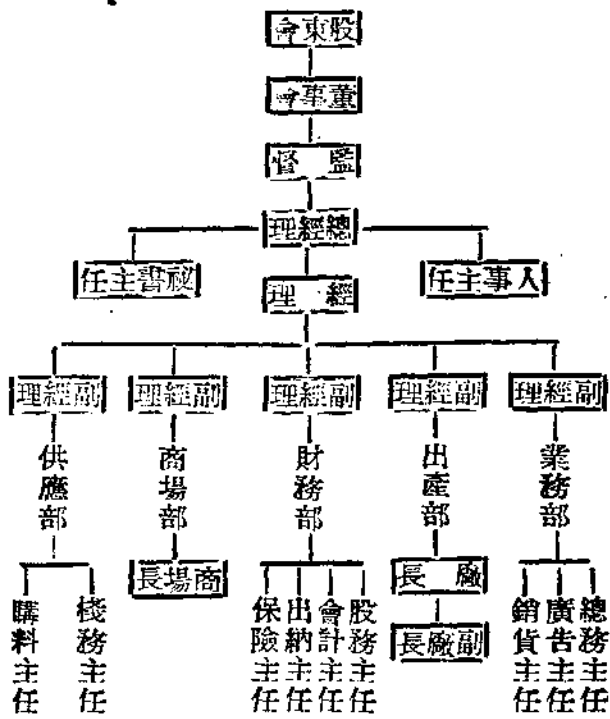 股東會
董事會
監督
總經理
人事主任
祕書主任
經理
副經理
副經理
副經理
副經理
副經理
業務部
出產部
財務部
商場部
供應部
廠長
商場長
副廠長
總務主任
廣告主任
銷貨主任
股務主任
會計主任
出納主任
保險主任
棧務主任
購料主任